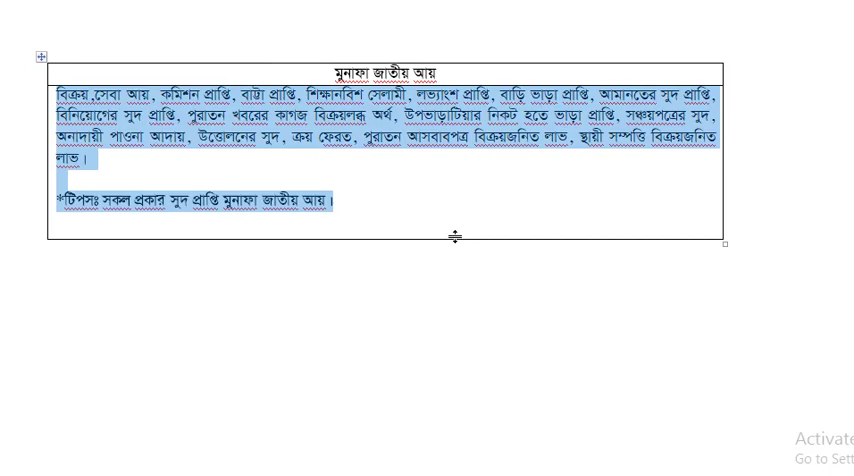 মুনাফা জাতীয় আয়
বিক্রয়,সেবা আয়, কমিশন প্রাপ্তি, বাট্টা প্রাপ্তি, শিক্ষানবিশ সেলামী, লভ্যাংশ প্রাপ্তি, বাড়ি ভাড়া প্রাপ্তি, আমানতের সুদ প্রাপ্তি,
বিনিয়োগের সুদ প্রাপ্তি, পুরাতন খবরের কাগজ বিক্রয়লব্ধ অর্থ, উপভাড়াটিয়ার নিকট হতে ভাড়া প্রাপ্তি, সঞ্চয়পত্রের সুদ,
অনাদায়ী পাওনা আদায়, উত্তোলনের সুদ, ক্রয় ফেরত, পুরাতন আসবাবপত্র বিক্রয়জনিত লাভ, স্থায়ী সম্পত্তি বিক্রয়জনিত
লাভ।
*টিপসঃ সকল প্রকার সুদ প্রাপ্তি মুনাফা জাতীয় আয়।
Activate
Go to Sett